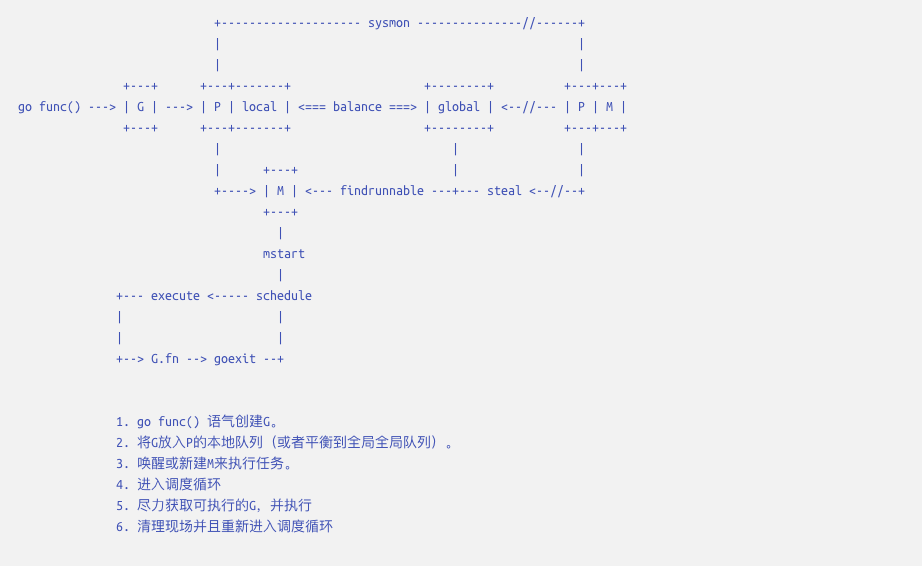 +-------------------- sysmon ---------------//------+
|                                                   |
|                                                   |
+---+      +---+-------+                   +--------+          +---+---+
go func() ---> | G | ---> | P | local | <=== balance ===> | global | <--//--- | P | M |
+---+      +---+-------+                   +--------+          +---+---+
|                                 |                 |
|      +---+                      |                 |
+----> | M | <--- findrunnable ---+--- steal <--//--+
+---+
|
mstart
|
+--- execute <----- schedule
|                      |
|                      |
+--> G.fn --> goexit --+
1. go func() 语气创建G。
2. 将G放入P的本地队列（或者平衡到全局全局队列）。
3. 唤醒或新建M来执行任务。
4. 进入调度循环
5. 尽力获取可执行的G，并执行
6. 清理现场并且重新进入调度循环